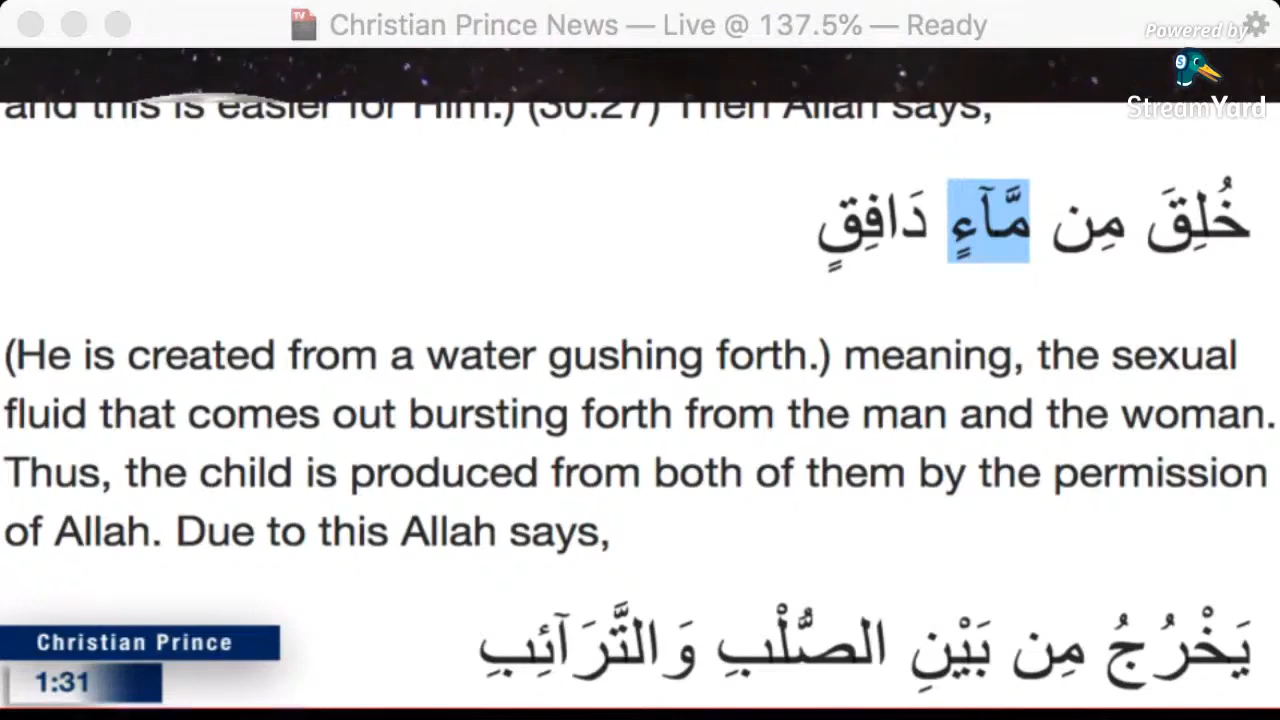 Christian Prince News — Live @ 137.5% — Ready
Powered by
StreamYard
and this is easier for Him.) (30:27) Then Allah says,
خُلِقَ مِن مَّآءٍ دَافِقٍ
(He is created from a water gushing forth.) meaning, the sexual
fluid that comes out bursting forth from the man and the woman.
Thus, the child is produced from both of them by the permission
of Allah. Due to this Allah says,
يَخْرُجُ مِن بَيْنِ الصُّلْبِ وَالتَّرَآئِبِ
Christian Prince
1:31